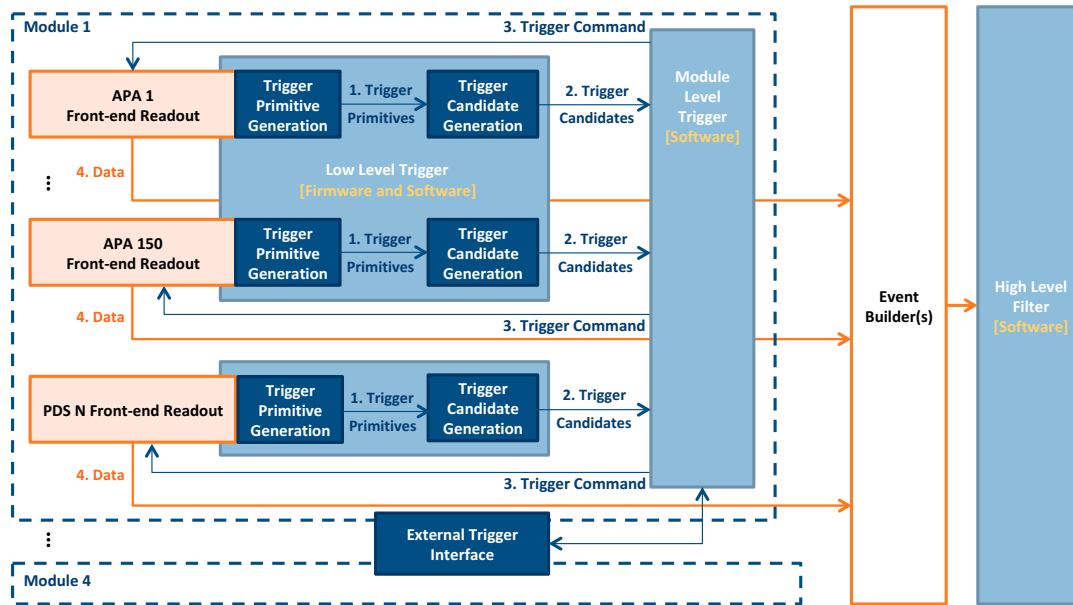 Module 1
3. Trigger Command
APA 1
Front-end Readout
Trigger
Primitive
Generation
1. Trigger
Primitives
Trigger
Candidate
Generation
2. Trigger
Candidates
Module
Level
Trigger
[Software]
4. Data
Low Level Trigger
[Firmware and Software]
⋮
APA 150
Front-end Readout
Trigger
Primitive
Generation
1. Trigger
Primitives
Trigger
Candidate
Generation
2. Trigger
Candidates
4. Data
3. Trigger Command
Event
Builder(s)
High Level
Filter
[Software]
PDS N Front-end Readout
Trigger
Primitive
Generation
1. Trigger
Primitives
Trigger
Candidate
Generation
2. Trigger
Candidates
4. Data
3. Trigger Command
⋮
External Trigger
Interface
Module 4